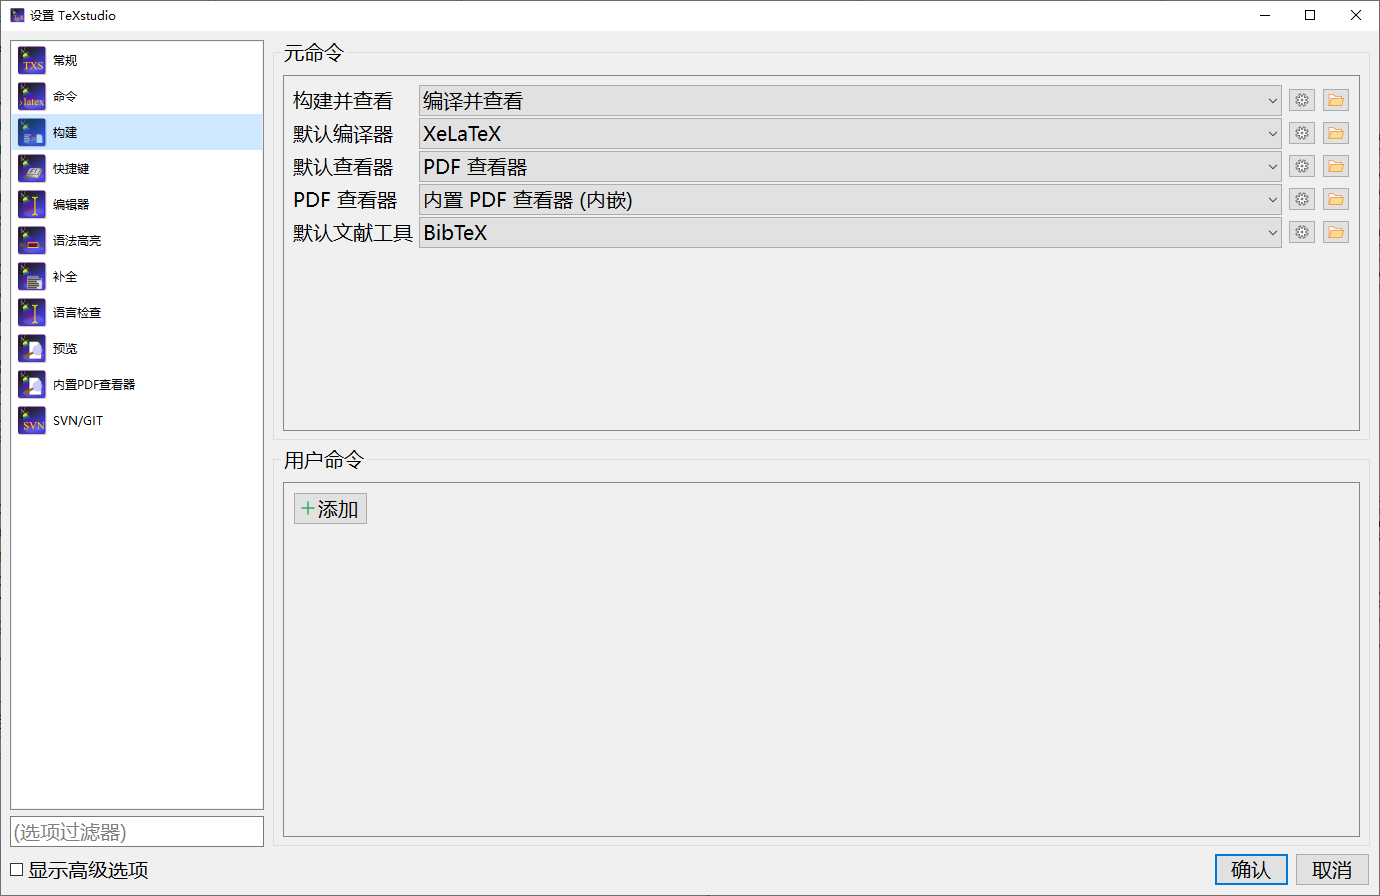 设置 TeXstudio
常规
命令
构建
快捷键
编辑器
语法高亮
补全
语言检查
预览
内置PDF查看器
SVN/GIT
(选项过滤器)
显示高级选项
元命令
构建并查看 编译并查看
默认编译器 XeLaTeX
默认查看器 PDF 查看器
PDF 查看器 内置 PDF 查看器 (内嵌)
默认文献工具 BibTeX
用户命令
添加
确认 取消